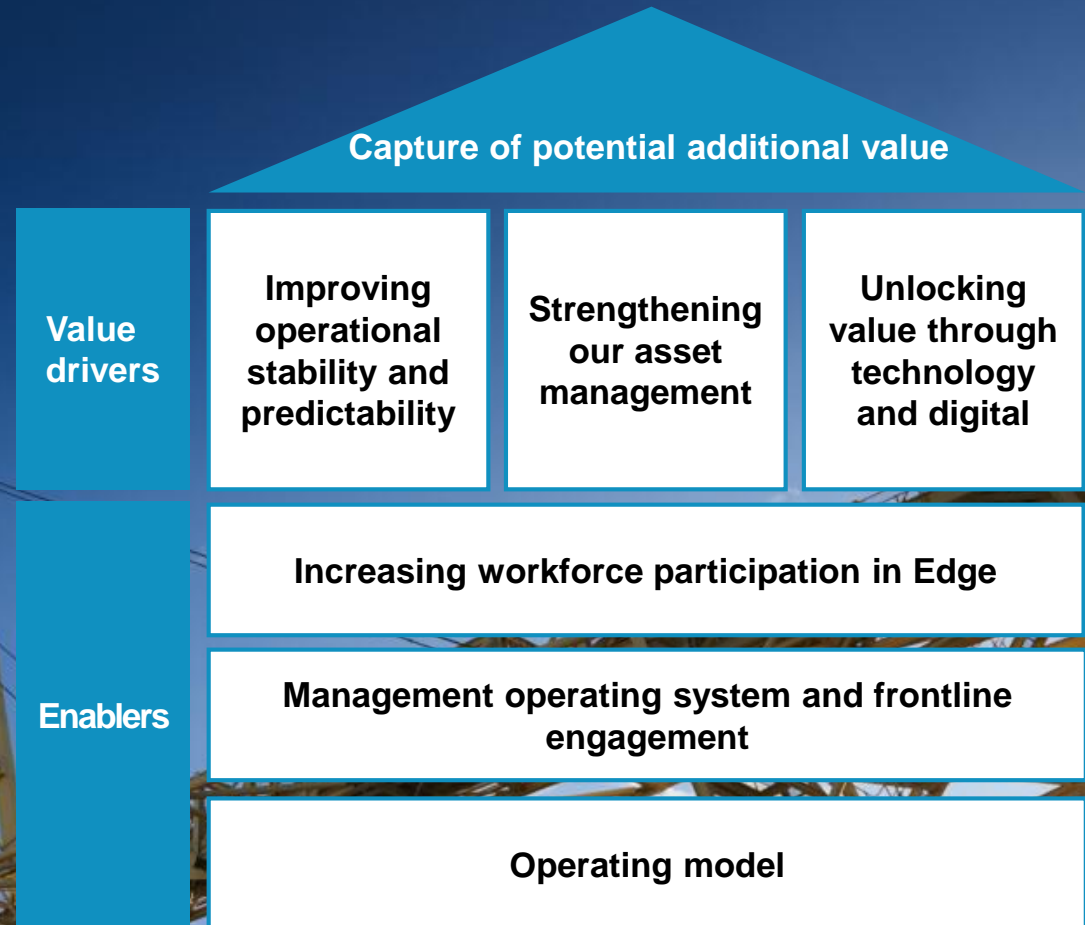 Capture of potential additional value
Value
drivers
Improving
operational
stability and
predictability
Strengthening
our asset
management
Unlocking
value through
technology
and digital
Enablers
Increasing workforce participation in Edge
Management operating system and frontline
engagement
Operating model